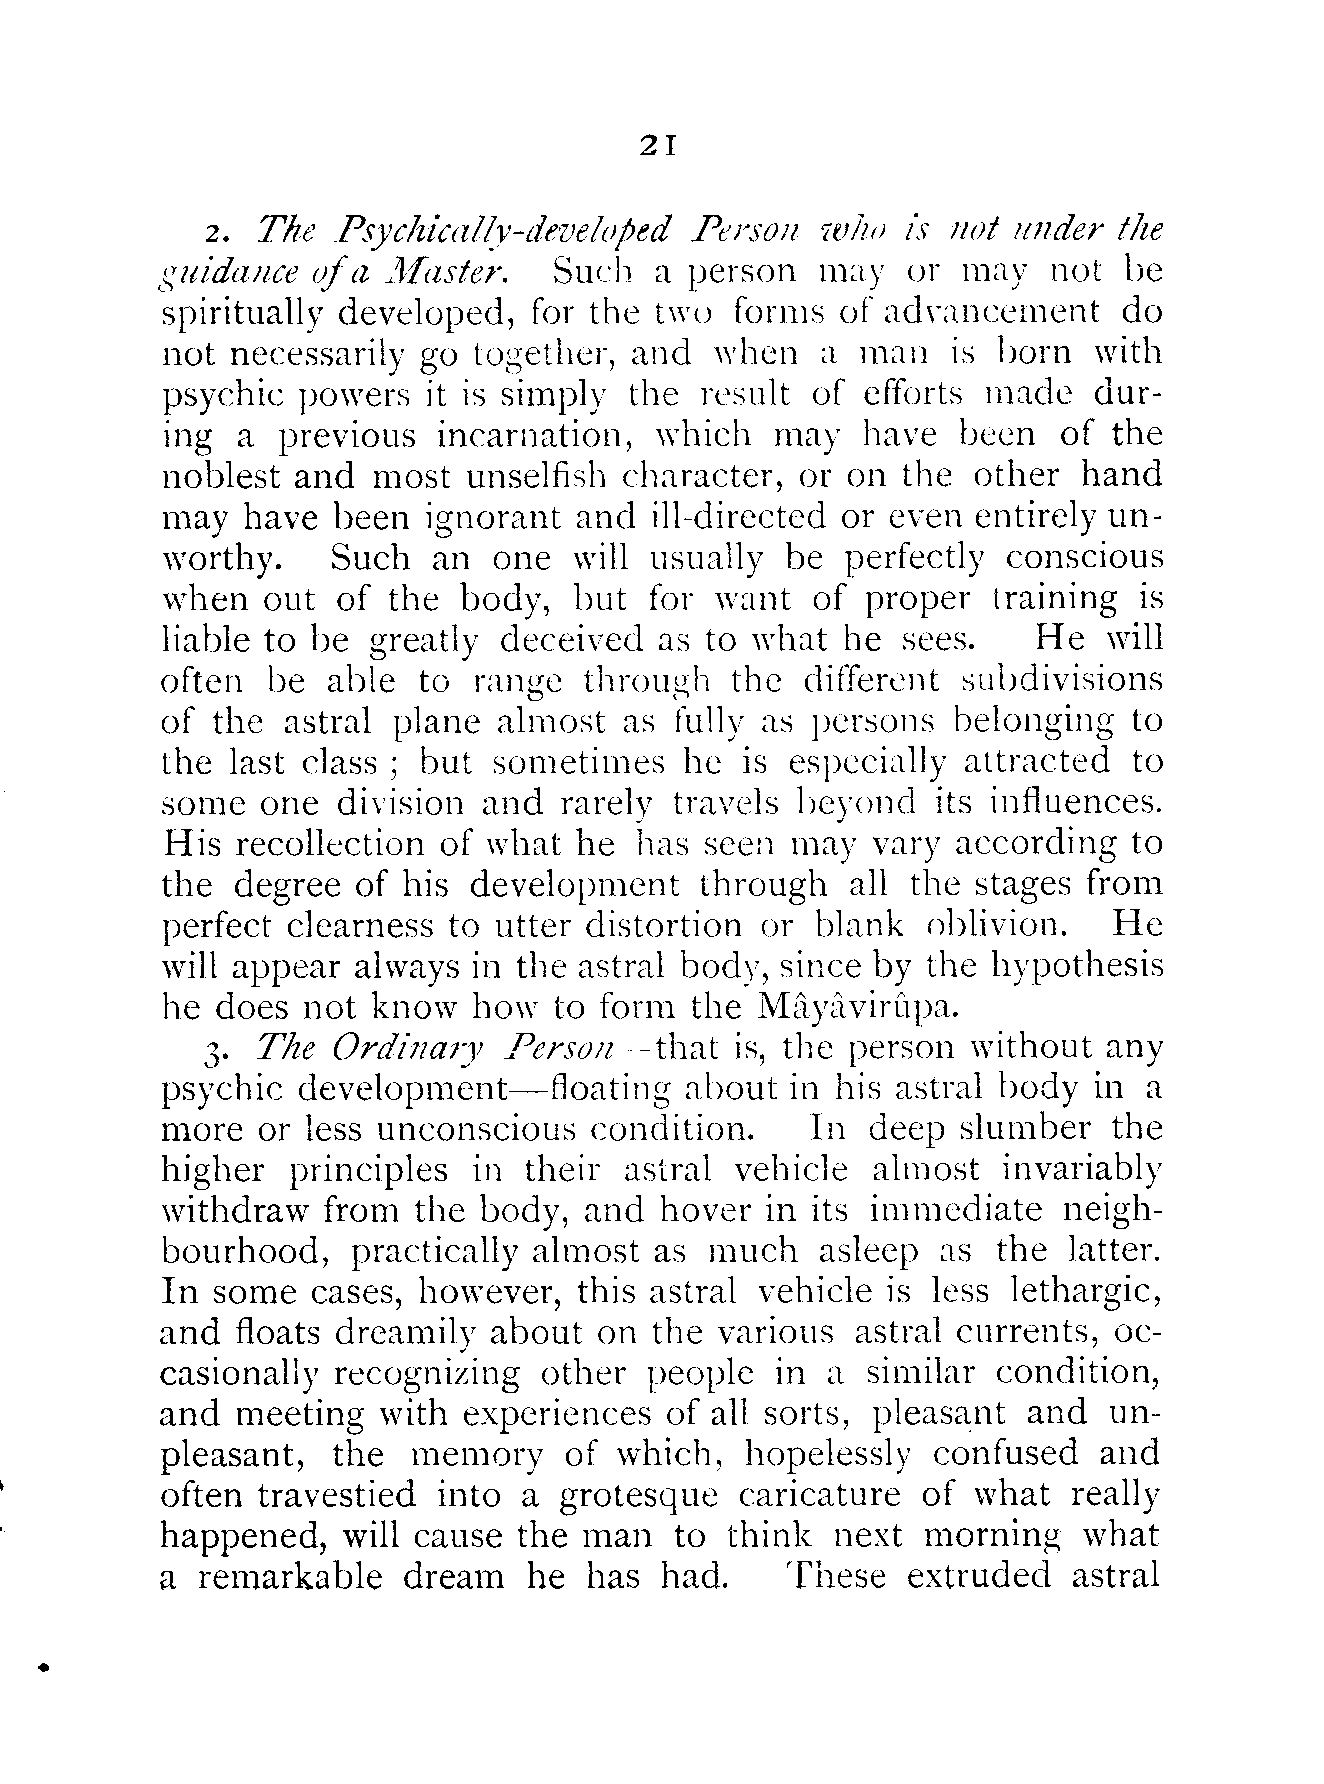 21
2. The Psychically-developed Person who is not under the
guidance of a Master. Such a person may or may not be
spiritually developed, for the two forms of advancement do
not necessarily go together, and when a man is born with
psychic powers it is simply the result of efforts made dur-
ing a previous incarnation, which may have been of the
noblest and most unselfish character, or on the other hand
may have been ignorant and ill-directed or even entirely un-
worthy. Such an one will usually be perfectly conscious
when out of the body, but for want of proper training is
liable to be greatly deceived as to what he sees. He will
often be able to range through the different subdivisions
of the astral plane almost as fully as persons belonging to
the last class ; but sometimes he is especially attracted to
some one division and rarely travels beyond its influences.
His recollection of what he has seen may vary according to
the degree of his development through all the stages from
perfect clearness to utter distortion or blank oblivion. He
will appear always in the astral body, since by the hypothesis
he does not know how to form the Mâyâvirûpa.
3. The Ordinary Person--that is, the person without any
psychic development—floating about in his astral body in a
more or less unconscious condition. In deep slumber the
higher principles in their astral vehicle almost invariably
withdraw from the body, and hover in its immediate neigh-
bourhood, practically almost as much asleep as the latter.
In some cases, however, this astral vehicle is less lethargic,
and floats dreamily about on the various astral currents, oc-
casionally recognizing other people in a similar condition,
and meeting with experiences of all sorts, pleasant and un-
pleasant, the memory of which, hopelessly confused and
often travestied into a grotesque caricature of what really
happened, will cause the man to think next morning what
a remarkable dream he has had. These extruded astral